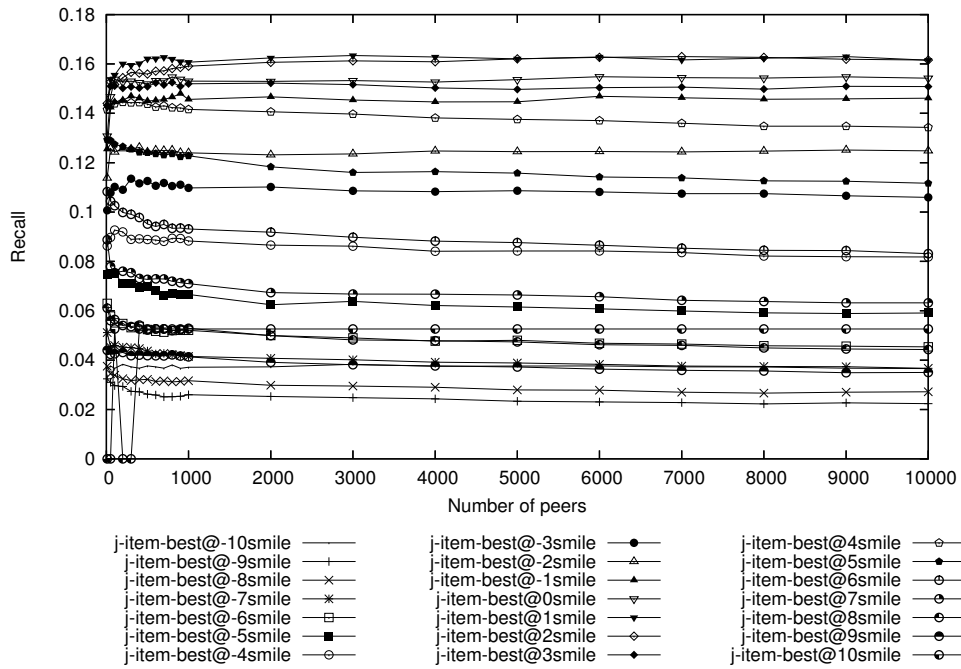 0.18
0.16
0.14
0.12
0.1
0.08
0.06
0.04
0.02
0
Recall
0 1000 2000 3000 4000 5000 6000 7000 8000 9000 10000
Number of peers
j-item-best@-10smile
j-item-best@-9smile
j-item-best@-8smile
j-item-best@-7smile
j-item-best@-6smile
j-item-best@-5smile
j-item-best@-4smile
j-item-best@-3smile
j-item-best@-2smile
j-item-best@-1smile
j-item-best@0smile
j-item-best@1smile
j-item-best@2smile
j-item-best@3smile
j-item-best@4smile
j-item-best@5smile
j-item-best@6smile
j-item-best@7smile
j-item-best@8smile
j-item-best@9smile
j-item-best@10smile